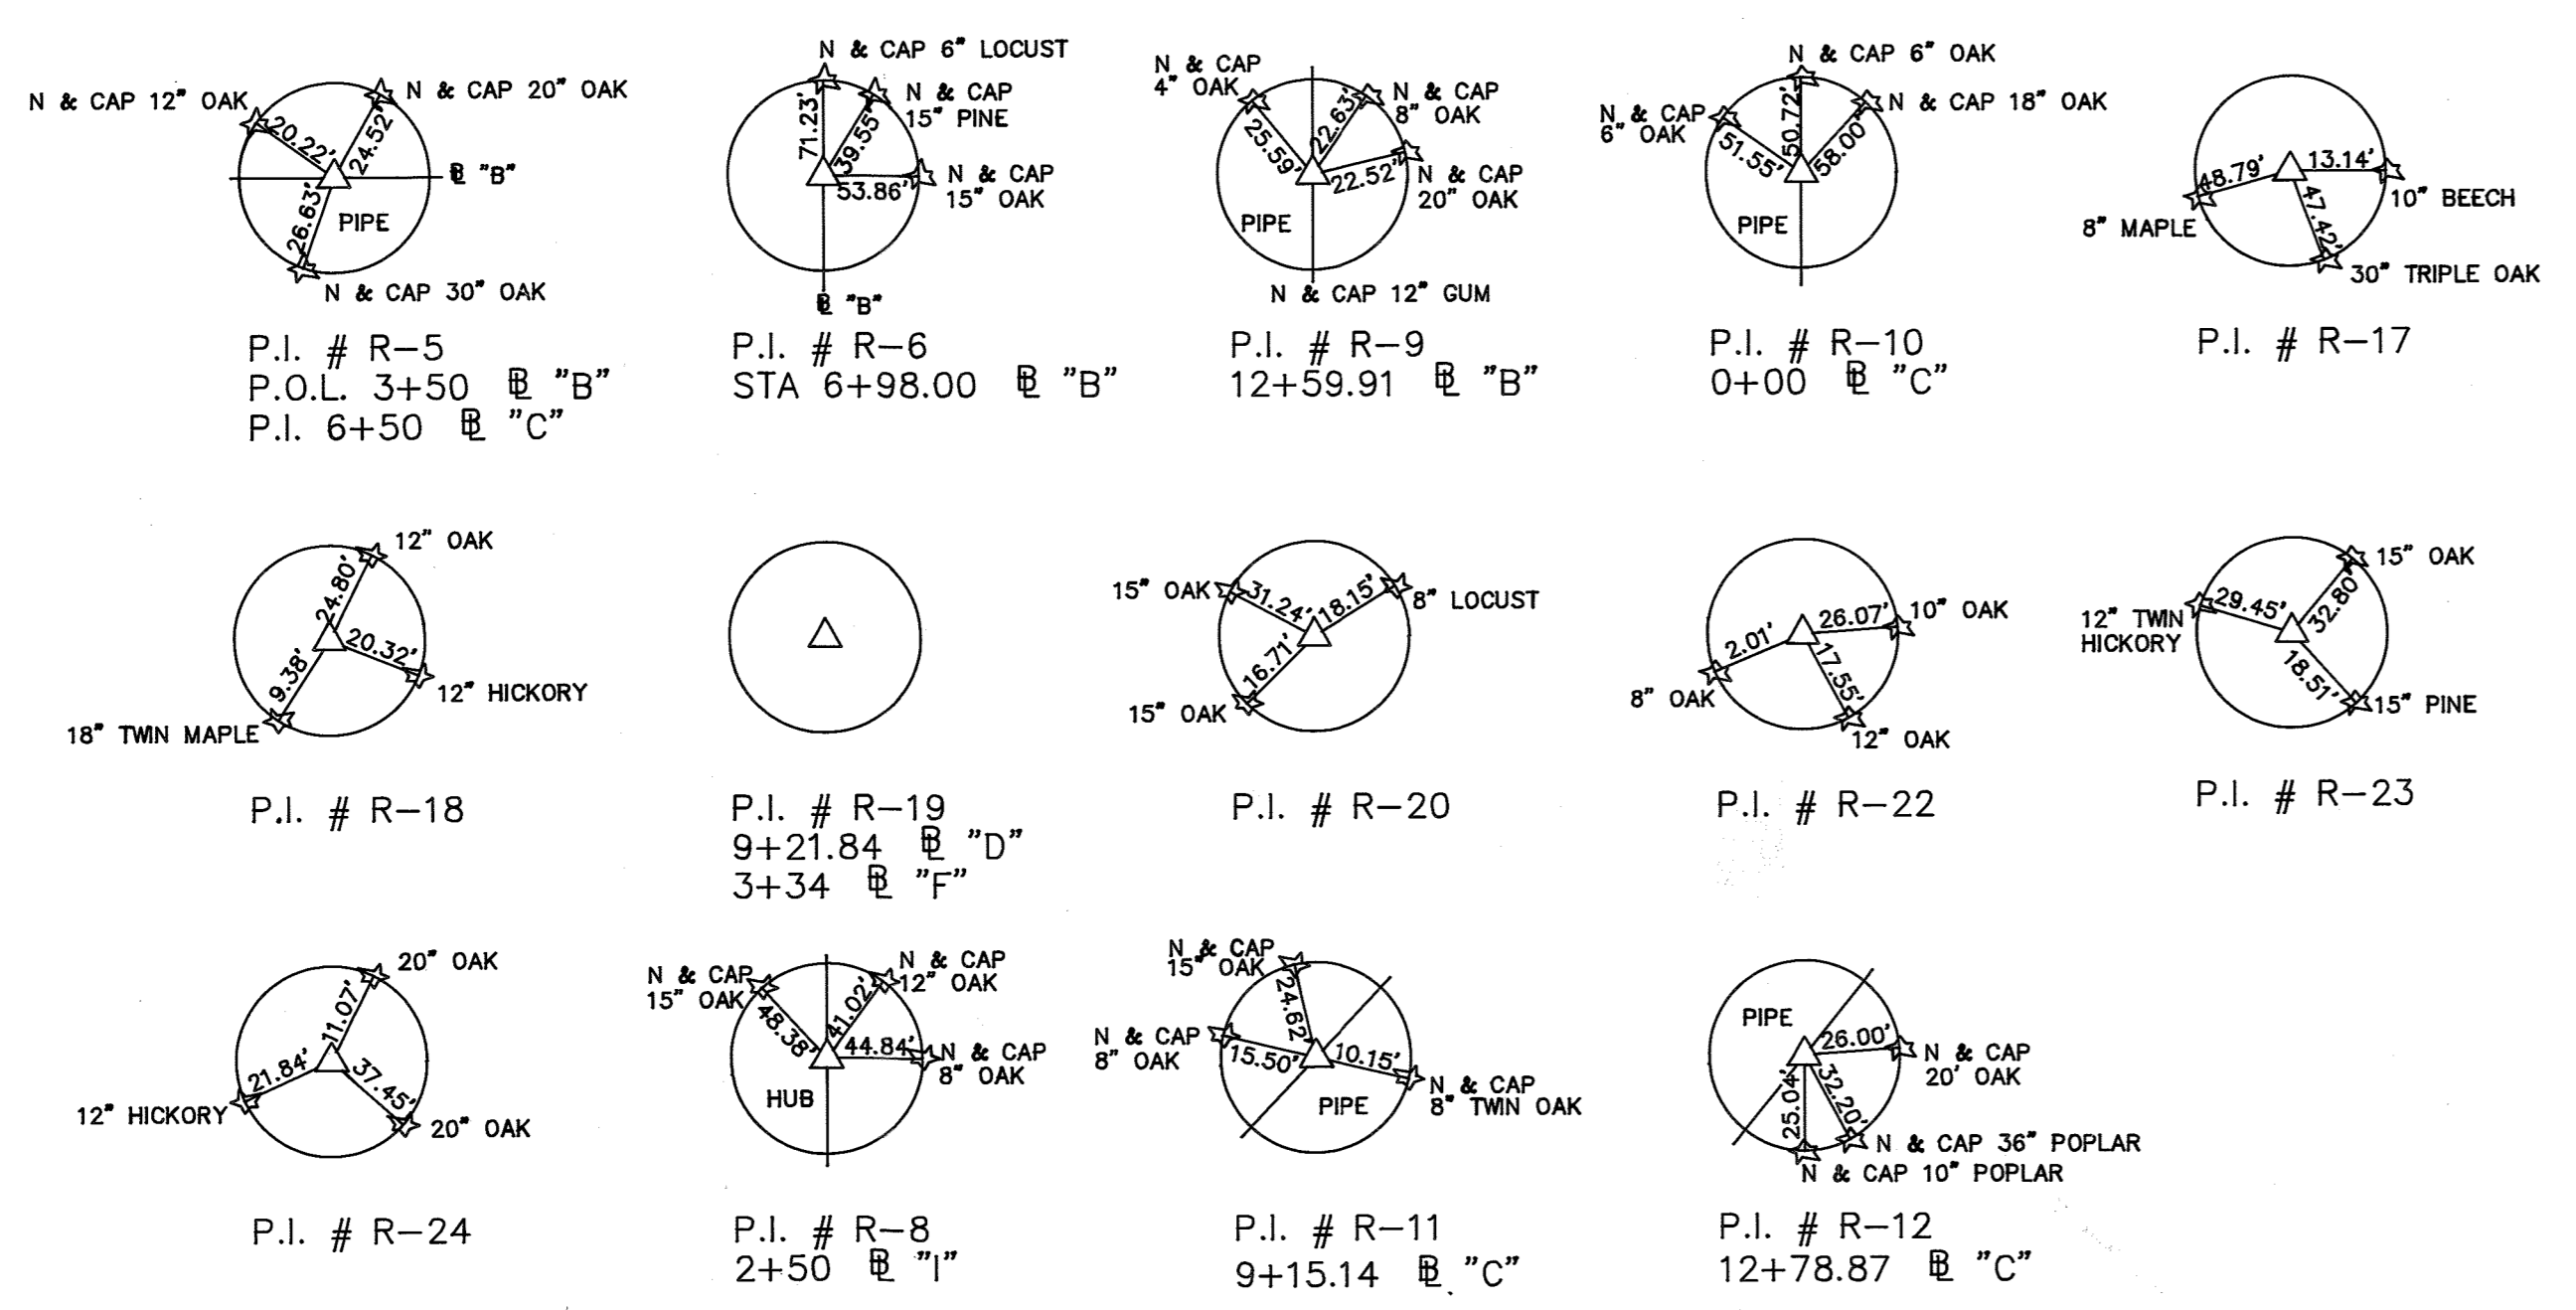 N & CAP 12" OAK
N & CAP 20" OAK
20.22'
24.52'
26.63'
PIPE
BL "B"
N & CAP 30" OAK
P.I. # R-5
P.O.L. 3+50 BL "B"
P.I. 6+50 BL "C"
N & CAP 6" LOCUST
N & CAP
15" PINE
71.23'
39.55'
53.86'
N & CAP
15" OAK
BL "B"
P.I. # R-6
STA 6+98.00 BL "B"
N & CAP
4" OAK
N & CAP
8" OAK
25.59'
22.63'
22.52'
N & CAP
20" OAK
PIPE
N & CAP 12" GUM
P.I. # R-9
12+59.91 BL "B"
N & CAP 6" OAK
N & CAP 18" OAK
N & CAP
6" OAK
50.72'
51.55'
58.00'
PIPE
P.I. # R-10
0+00 BL "C"
48.79'
13.14'
47.42'
8" MAPLE
10" BEECH
30" TRIPLE OAK
P.I. # R-17
12" OAK
24.80'
20.32'
9.38'
12" HICKORY
18" TWIN MAPLE
P.I. # R-18
P.I. # R-19
9+21.84 BL "D"
3+34 BL "F"
15" OAK
31.24'
18.15'
8" LOCUST
16.71'
15" OAK
P.I. # R-20
26.07'
10" OAK
2.01'
17.55'
8" OAK
12" OAK
P.I. # R-22
15" OAK
29.45'
32.80'
12" TWIN
HICKORY
18.51'
15" PINE
P.I. # R-23
20" OAK
11.07'
21.84'
37.45'
12" HICKORY
20" OAK
P.I. # R-24
N & CAP
15" OAK
N & CAP
12" OAK
48.38'
41.02'
44.84'
N & CAP
8" OAK
HUB
P.I. # R-8
2+50 BL "I"
N & CAP
15" OAK
24.62'
N & CAP
8" OAK
15.50'
10.15'
N & CAP
8" TWIN OAK
PIPE
P.I. # R-11
9+15.14 BL "C"
PIPE
26.00'
N & CAP
20' OAK
25.04'
32.20'
N & CAP 36" POPLAR
N & CAP 10" POPLAR
P.I. # R-12
12+78.87 BL "C"